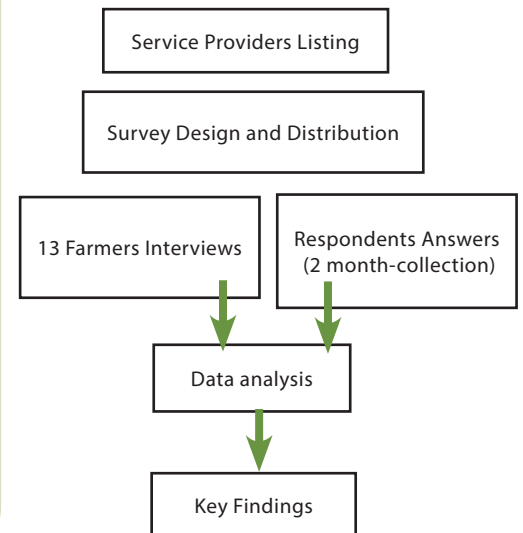 Service Providers Listing
Survey Design and Distribution
13 Farmers Interviews
Respondents Answers
(2 month-collection)
Data analysis
Key Findings